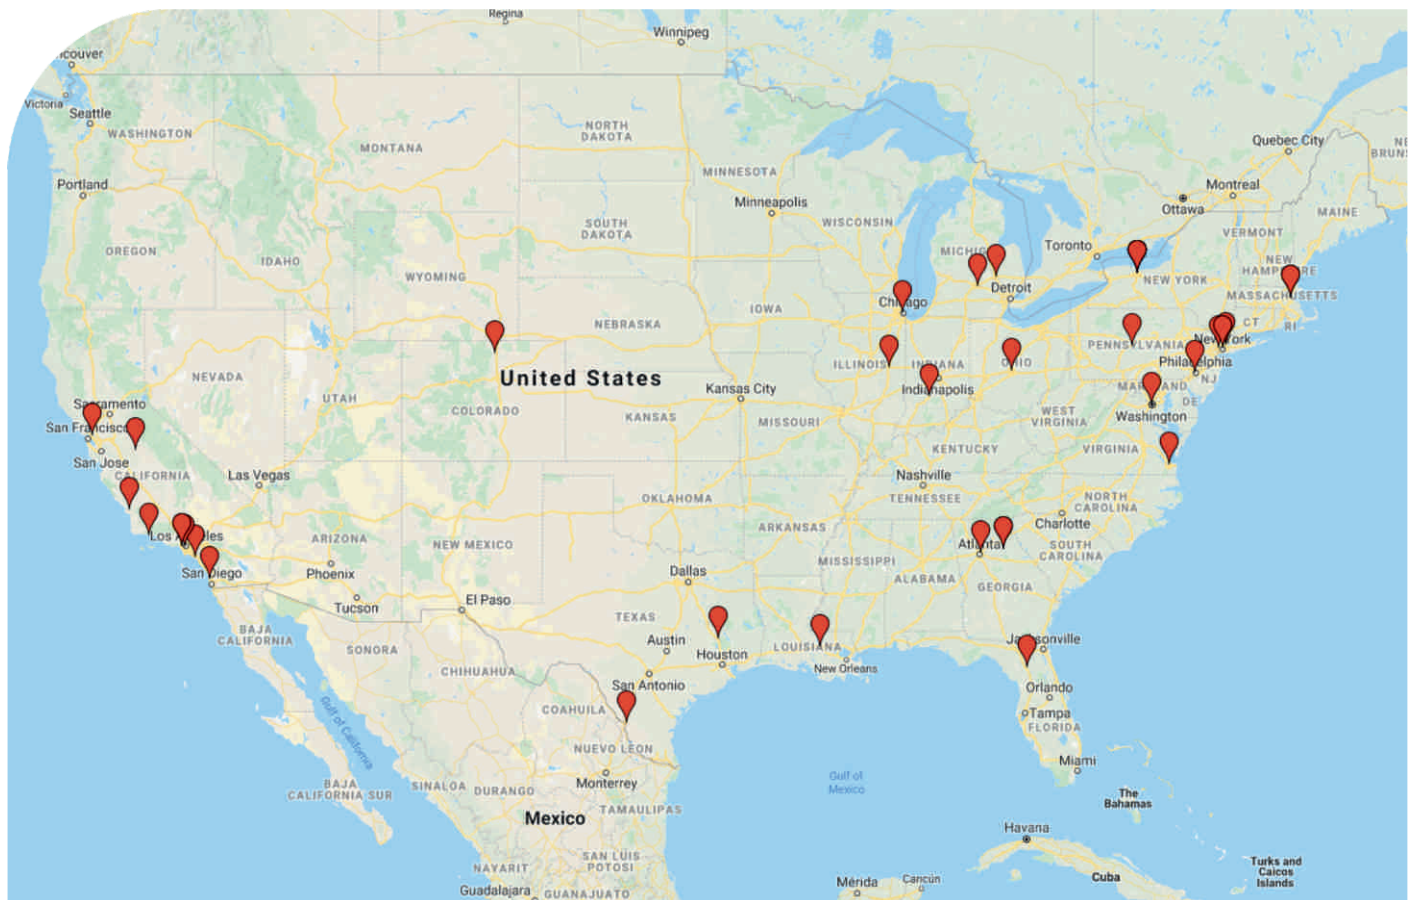 Regina
Winnipeg
ncouver
Victoria
Seattle
WASHINGTON
NORTH
DAKOTA
MONTANA
Quebec City
NE
BRUNS
MINNESOTA
Portland
Montreal
Minneapolis
Ottawa
MAINE
WISCONSIN
SOUTH
DAKOTA
VERMONT
Toronto
OREGON
MICHIG
IDAHO
NEW
HAMPSHIRE
WYOMING
NEW YORK
Detroit
MASSACHUSETTS
Chicago
IOWA
NEBRASKA
CT
RI
New York
PENNSYLVANIA
ILLINOIS
INDIANA
OHIO
Philadelphia
United States
NEVADA
NJ
MARYLAND
Indianapolis
Kansas City
UTAH
DE
Sacramento
COLORADO
WEST
VIRGINIA
Washington
KANSAS
MISSOURI
San Francisco
KENTUCKY
VIRGINIA
San Jose
CALIFORNIA
Las Vegas
Nashville
TENNESSEE
OKLAHOMA
NORTH
CAROLINA
Charlotte
ARKANSAS
Los Angeles
ARIZONA
NEW MEXICO
Atlanta
SOUTH
CAROLINA
MISSISSIPPI
San Diego
Phoenix
Dallas
ALABAMA
GEORGIA
El Paso
Tucson
TEXAS
BAJA
CALIFORNIA
Austin
Jacksonville
SONORA
LOUISIANA
Houston
New Orleans
CHIHUAHUA
San Antonio
Orlando
COAHUILA
Tampa
FLORIDA
Gulf of California
NUEVO LEON
Miami
Monterrey
Gulf of
Mexico
BAJA
CALIFORNIA SUR
SINALOA
DURANGO
The
Bahamas
TAMAULIPAS
Mexico
Havana
SAN LUIS
POTOSI
NAYARIT
Turks and
Caicos
Islands
Cuba
Mérida
Cancún
Guadalajara
GUANAJUATO